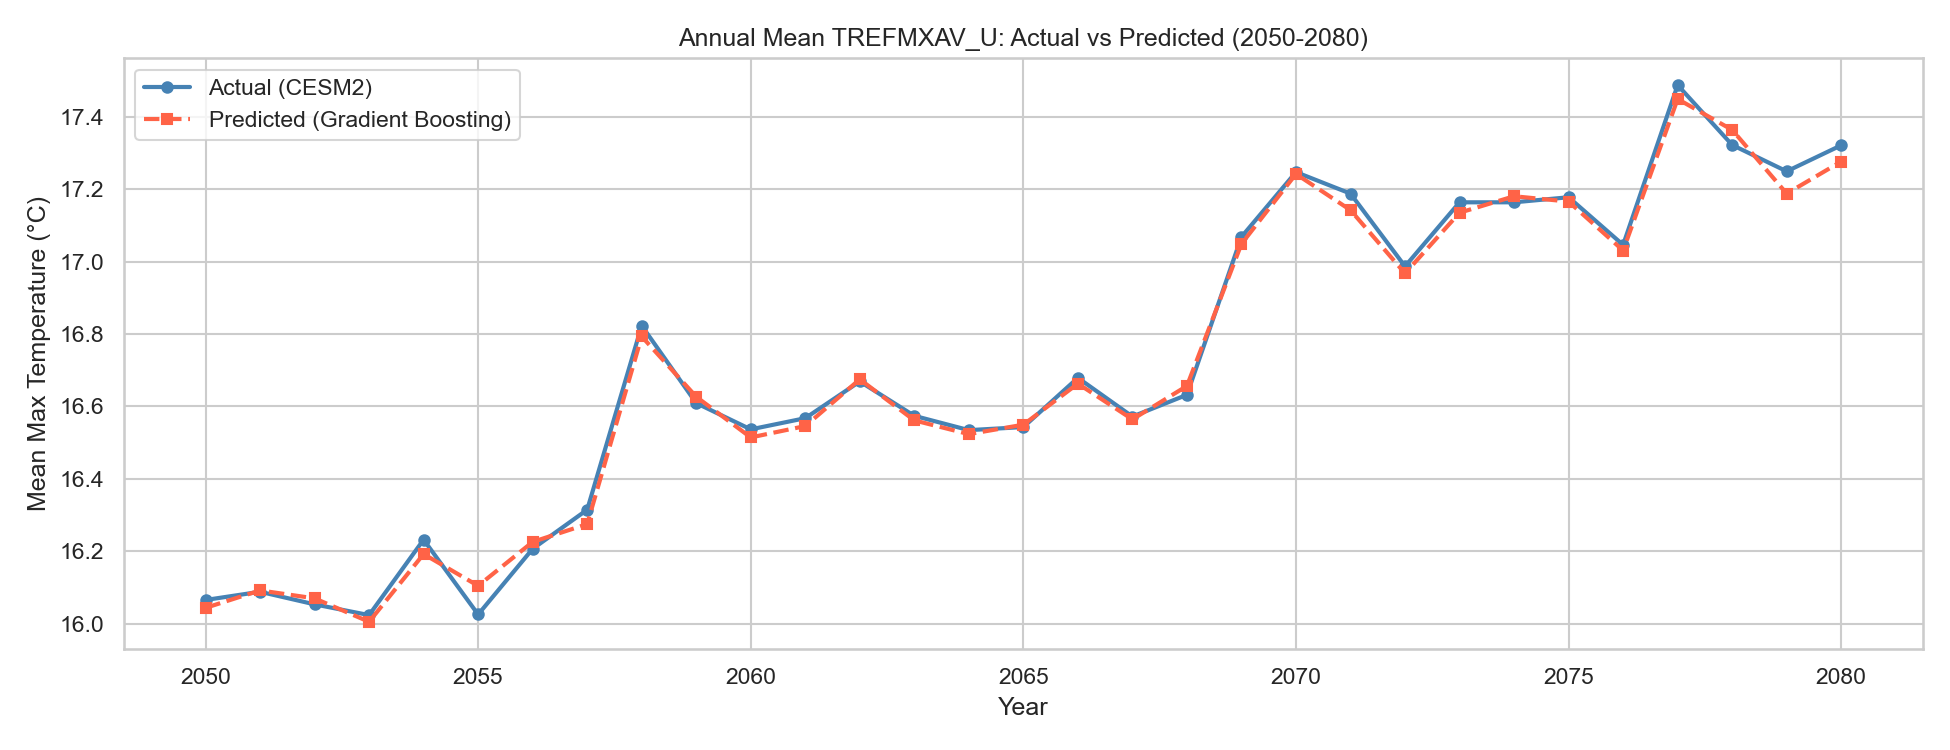 Annual Mean TREFMXAV_U: Actual vs Predicted (2050-2080)
Actual (CESM2)
Predicted (Gradient Boosting)
Mean Max Temperature (°C)
17.4
17.2
17.0
16.8
16.6
16.4
16.2
16.0
2050 2055 2060 2065 2070 2075 2080
Year